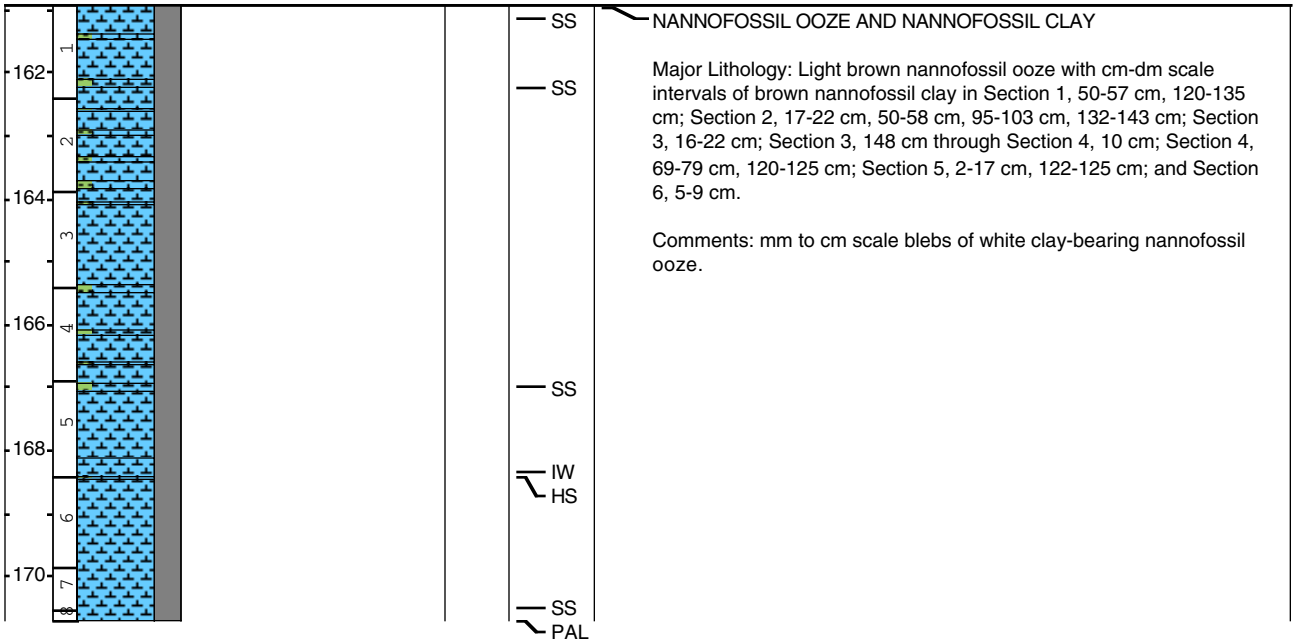 SS
NANNOFOSSIL OOZE AND NANNOFOSSIL CLAY
1
162
Major Lithology: Light brown nannofossil ooze with cm-dm scale
SS
intervals of brown nannofossil clay in Section 1, 50-57 cm, 120-135
cm; Section 2, 17-22 cm, 50-58 cm, 95-103 cm, 132-143 cm; Section
2
3, 16-22 cm; Section 3, 148 cm through Section 4, 10 cm; Section 4,
69-79 cm, 120-125 cm; Section 5, 2-17 cm, 122-125 cm; and Section
164
6, 5-9 cm.
3
Comments: mm to cm scale blebs of white clay-bearing nannofossil
ooze.
166
4
SS
5
168
IW
HS
6
170
7
SS
8
PAL